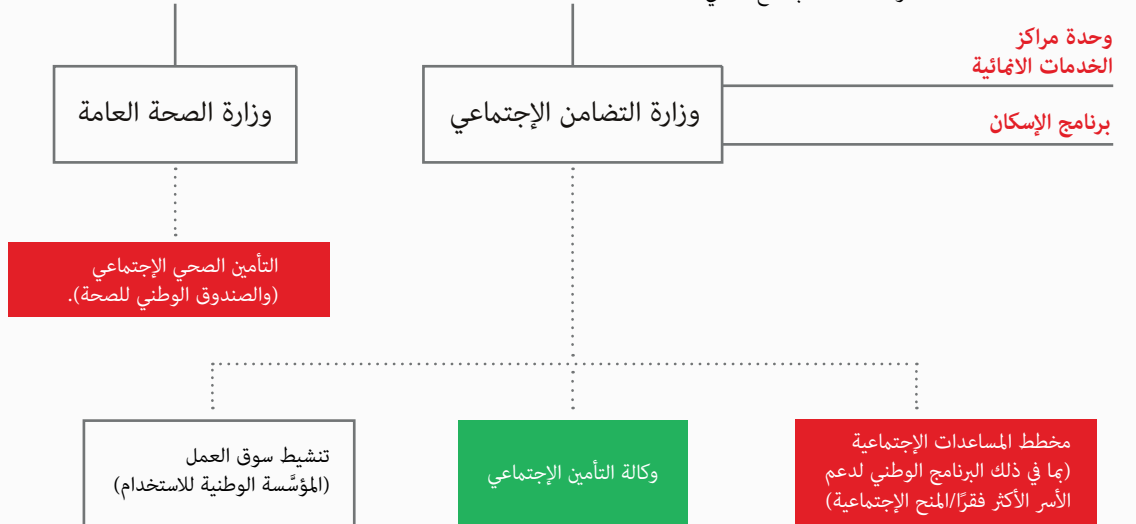 وحدة مراكز
الخدمات الانمائية
برنامج الإسكان
وزارة التضامن الإجتماعي
وزارة الصحة العامة
التأمين الصحي الإجتماعي
(والصندوق الوطني للصحة).
مخطط المساعدات الإجتماعية
(بما في ذلك البرنامج الوطني لدعم
الأسر الأكثر فقرًا/المنح الإجتماعية)
وكالة التأمين الإجتماعي
تنشيط سوق العمل
(المؤسَّسة الوطنية للاستخدام)